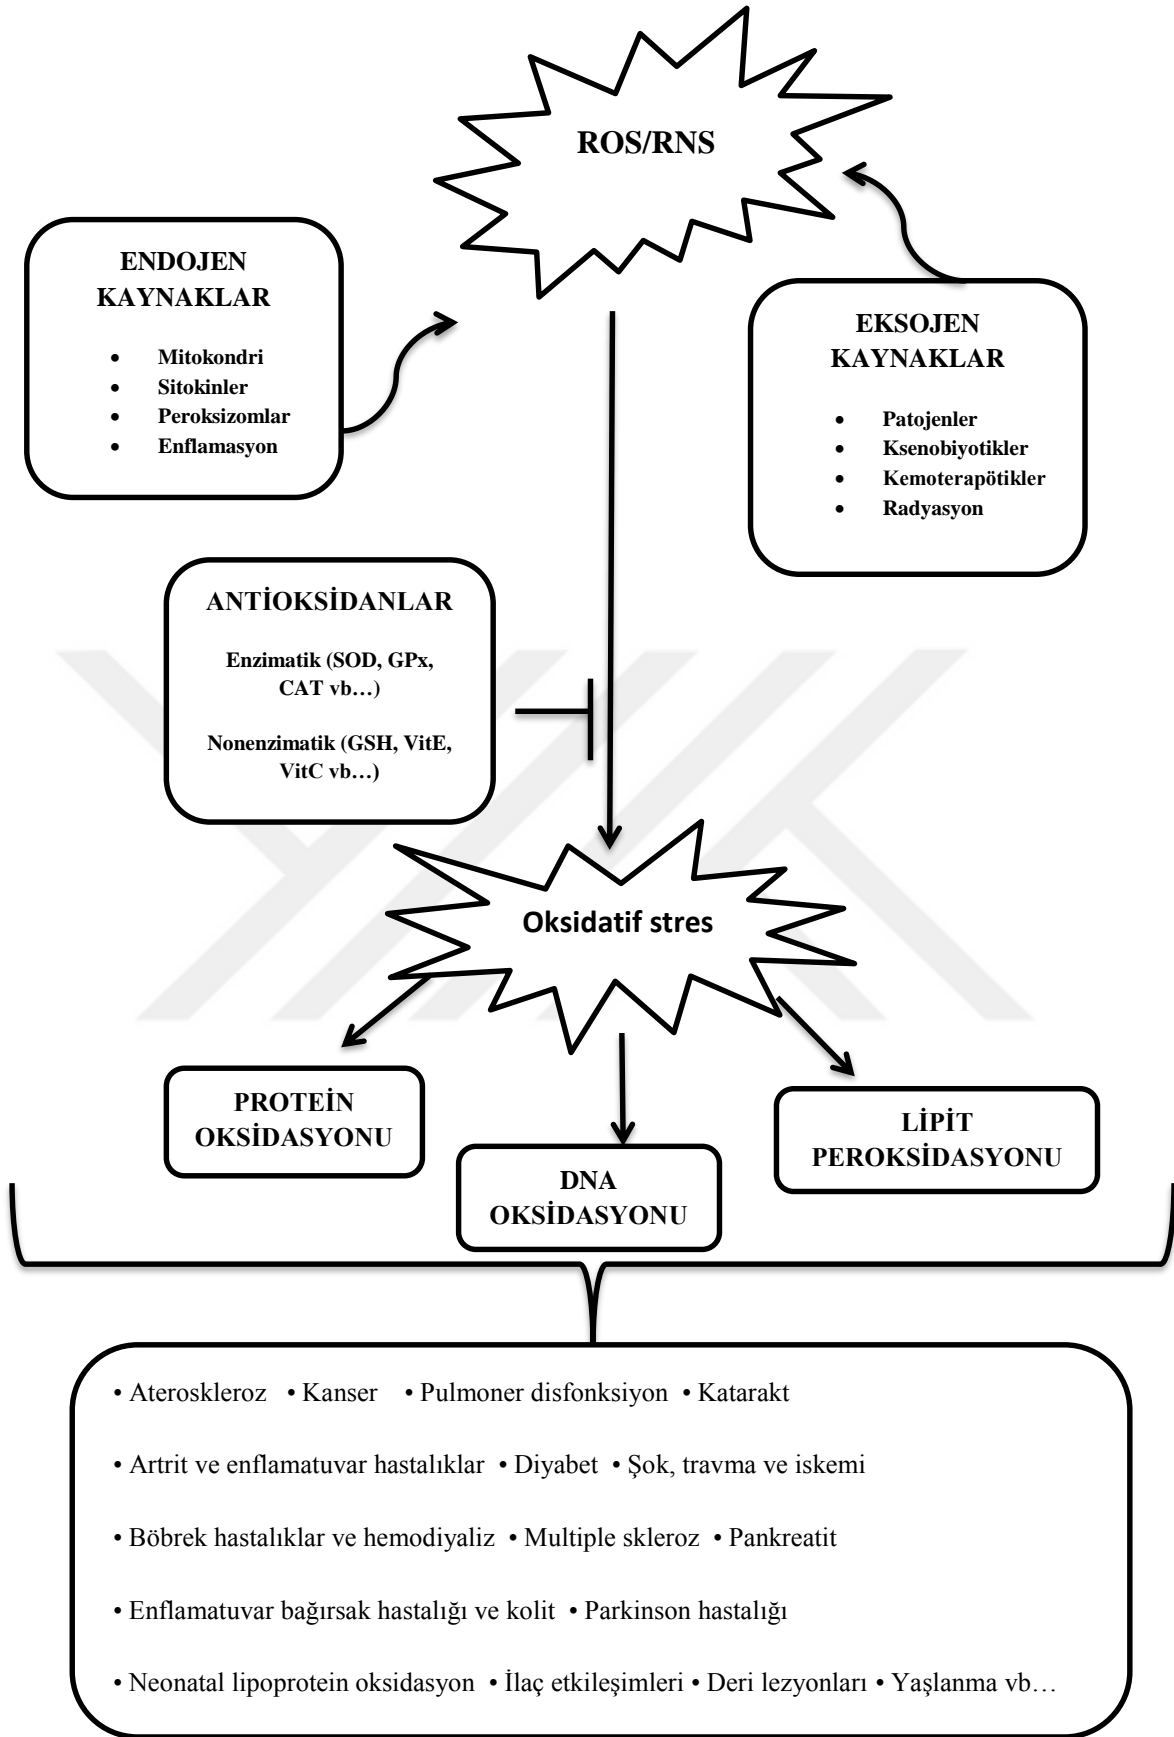 ROS/RNS
ENDOJEN
KAYNAKLAR
• Mitokondri
• Sitokinler
• Peroksizomlar
• Enflamasyon
EKSOJEN
KAYNAKLAR
• Patojenler
• Ksenobiyotikler
• Kemoterapötikler
• Radyasyon
ANTİOKSİDANLAR
Enzimatik (SOD, GPx,
CAT vb…)
Nonenzimatik (GSH, VitE,
VitC vb…)
Oksidatif stres
PROTEİN
OKSİDASYONU
DNA
OKSİDASYONU
LİPİT
PEROKSİDASYONU
• Ateroskleroz • Kanser • Pulmoner disfonksiyon • Katarakt
• Artrit ve enflamatuvar hastalıklar • Diyabet • Şok, travma ve iskemi
• Böbrek hastalıklar ve hemodiyaliz • Multiple skleroz • Pankreatit
• Enflamatuvar bağırsak hastalığı ve kolit • Parkinson hastalığı
• Neonatal lipoprotein oksidasyon • İlaç etkileşimleri • Deri lezyonları • Yaşlanma vb…